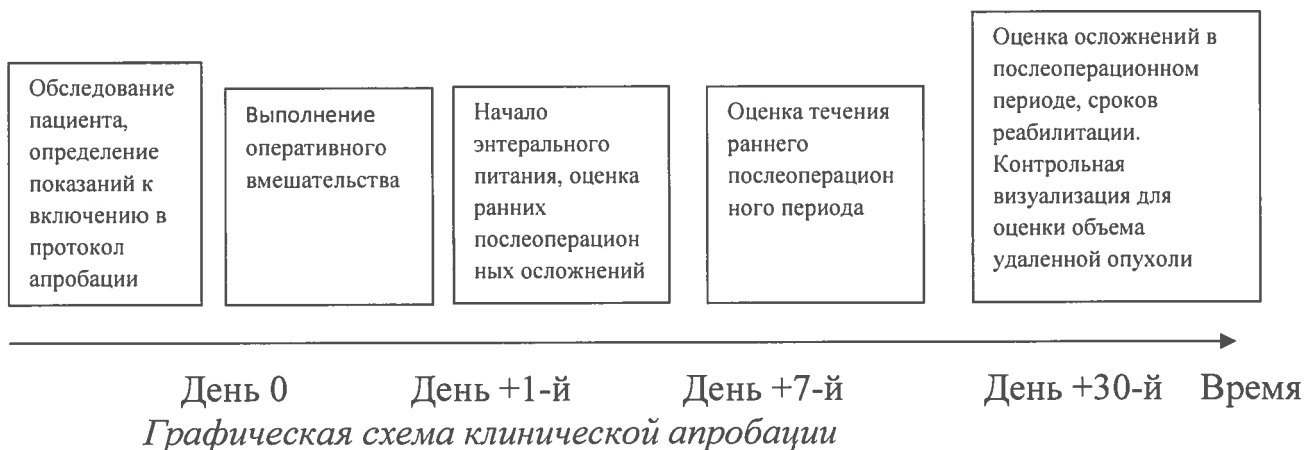 Обследование
пациента,
определение
показаний к
включению в
протокол
апробации
Выполнение
оперативного
вмешательства
Начало
энтерального
питания, оценка
ранних
послеоперацион
ных осложнений
Оценка течения
раннего
послеоперацион
ного периода
Оценка осложнений в
послеоперационном
периоде, сроков
реабилитации.
Контрольная
визуализация для
оценки объема
удаленной опухоли
День 0
День +1-й
День +7-й
День +30-й
Время
Графическая схема клинической апробации